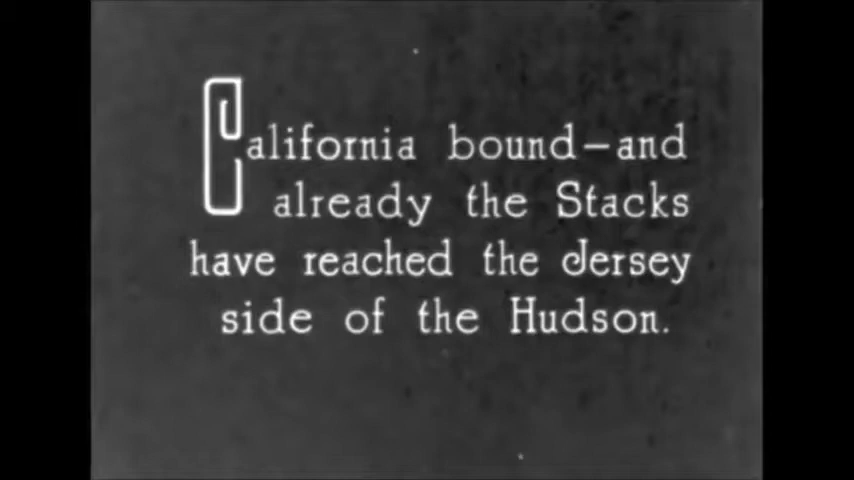 California bound—and
already the Stacks
have reached the Jersey
side of the Hudson.